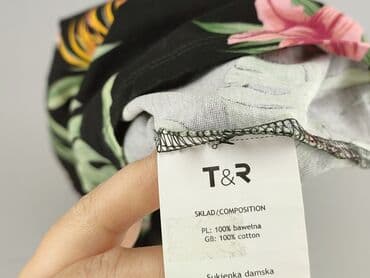 T&R
SKŁAD/COMPOSITION
PL: 100% bawełna
GB: 100% cotton
Sukienka damska